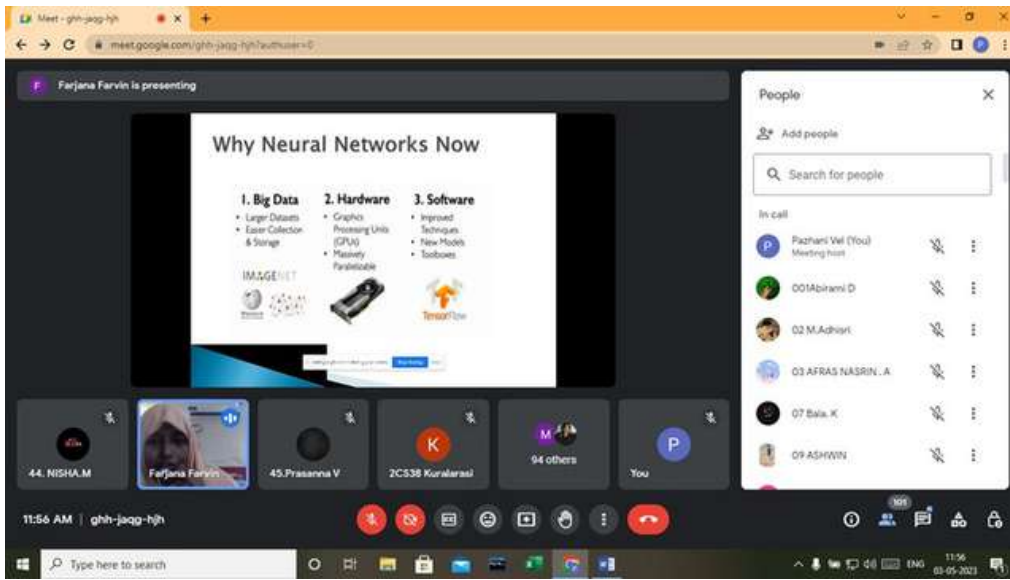 Meet - ghh-jaqg-hjh
meet.google.com/ghh-jaqg-hjh?authuser=0
F Farjana Farvin is presenting
Why Neural Networks Now
1. Big Data
• Larger Datasets
• Easier Collection
& Storage
IMAGENET
2. Hardware
• Graphics
Processing Units
(GPUs)
• Massively
Parallelizable
3. Software
• Improved
Techniques
• New Models
• Toolboxes
TensorFlow
44. NISHA.M
Farjana Farvin
45.Prasanna V
K
2CS38 Kuralarasi
M
94 others
P
You
People
Add people
Search for people
In call
P Pazhani Vel (You)
Meeting host
001Abirami D
02 M.Adhisri
03 AFRAS NASRIN . A
07 Bala. K
09 ASHWIN
11:56 AM | ghh-jaqg-hjh
101
Type here to search
ENG
11:56
03-05-2023